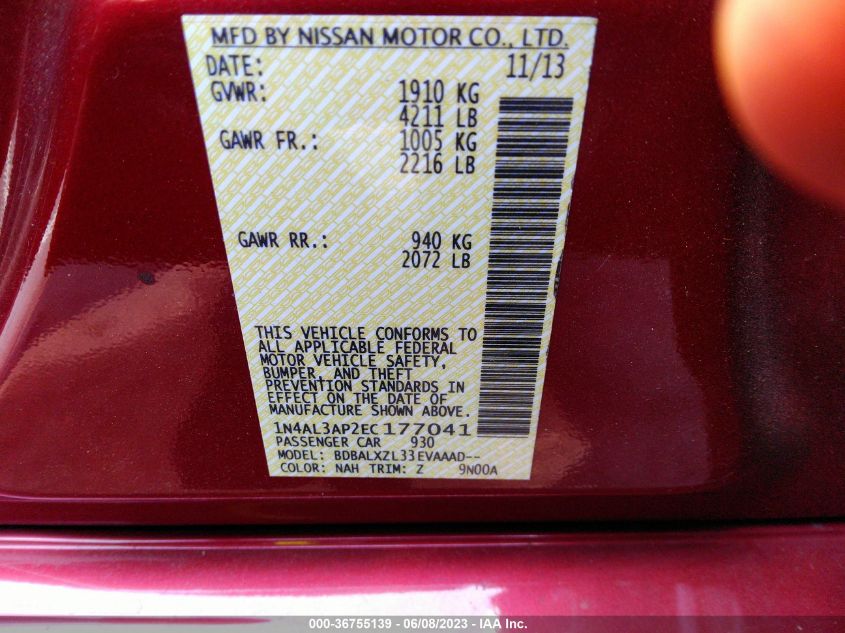 MFD BY NISSAN MOTOR CO., LTD.
DATE: 11/13
GVWR: 1910 KG
4211 LB
GAWR FR.: 1005 KG
2216 LB
GAWR RR.: 940 KG
2072 LB
THIS VEHICLE CONFORMS TO
ALL APPLICABLE FEDERAL
MOTOR VEHICLE SAFETY,
BUMPER, AND THEFT
PREVENTION STANDARDS IN
EFFECT ON THE DATE OF
MANUFACTURE SHOWN ABOVE.
1N4AL3AP2EC177041
PASSENGER CAR 930
MODEL: BDBALXZL33EVAAAD--
COLOR: NAH TRIM: Z 9N00A
000-36755139 - 06/08/2023 - IAA Inc.